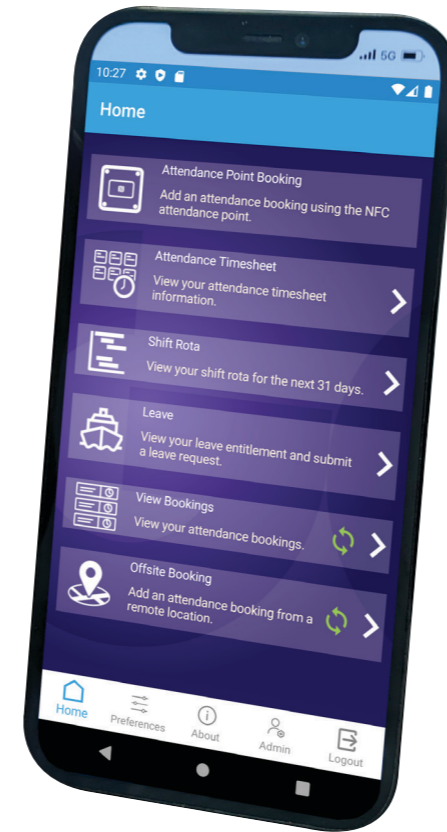 5G
10:27
Home
Attendance Point Booking
Add an attendance booking using the NFC
attendance point.
Attendance Timesheet
View your attendance timesheet
information.
Shift Rota
View your shift rota for the next 31 days.
Leave
View your leave entitlement and submit
a leave request.
View Bookings
View your attendance bookings.
Offsite Booking
Add an attendance booking from a
remote location.
Home
Preferences
About
Admin
Logout